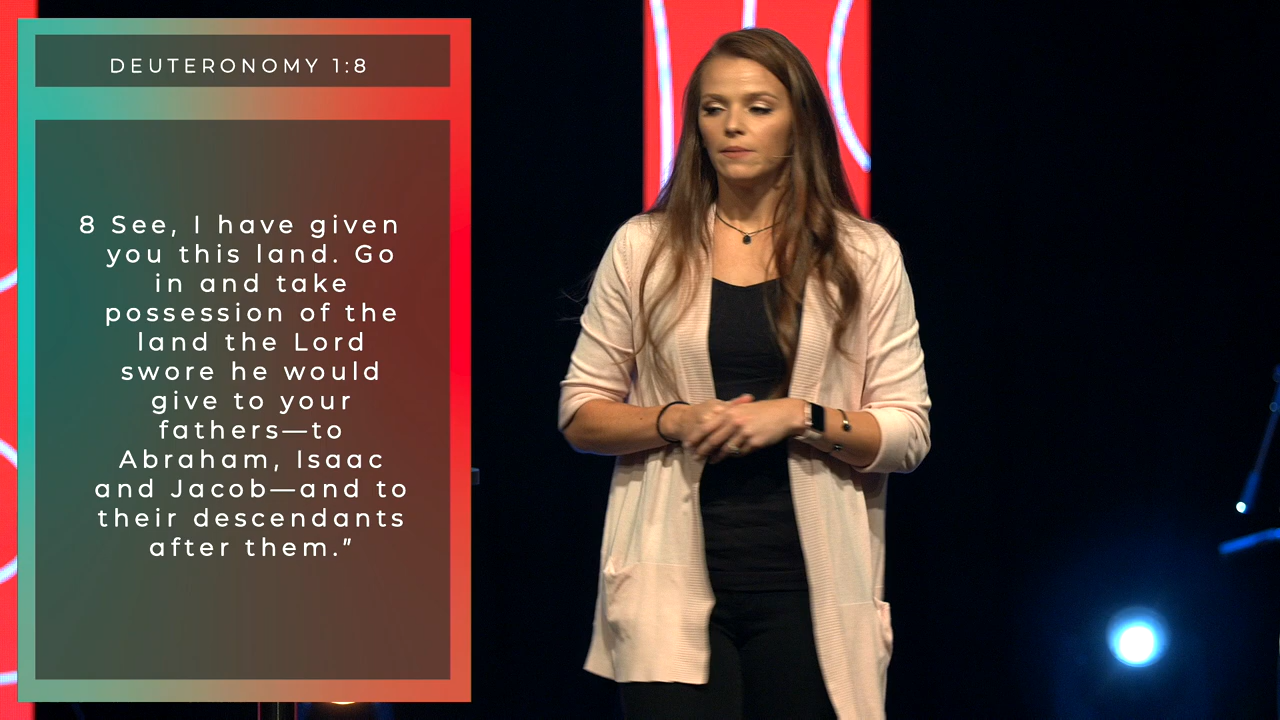 DEUTERONOMY 1:8
8 See, I have given
you this land. Go
in and take
possession of the
land the Lord
swore he would
give to your
fathers—to
Abraham, Isaac
and Jacob—and to
their descendants
after them.”